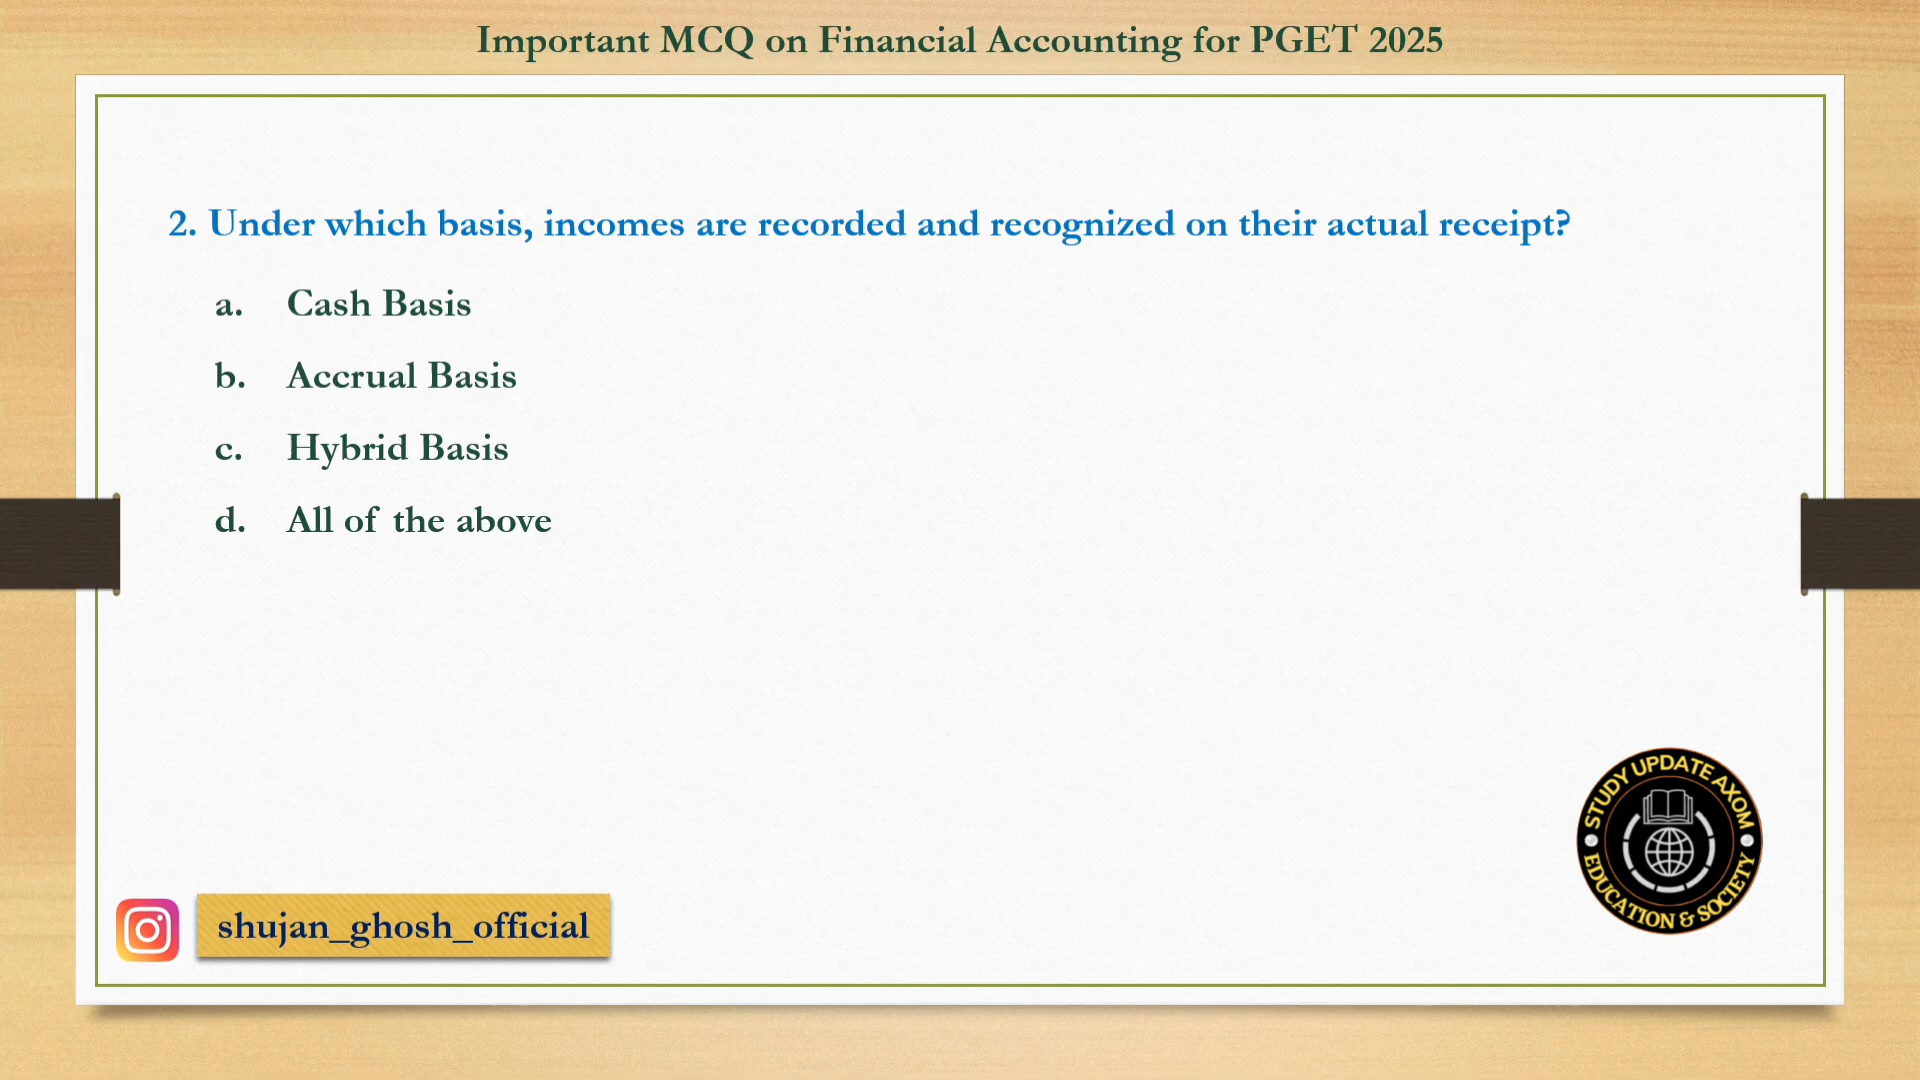 Important MCQ on Financial Accounting for PGET 2025
2. Under which basis, incomes are recorded and recognized on their actual receipt?
a. Cash Basis
b. Accrual Basis
c. Hybrid Basis
d. All of the above
STUDY UPDATE AXOM
EDUCATION & SOCIETY
shujan_ghosh_official